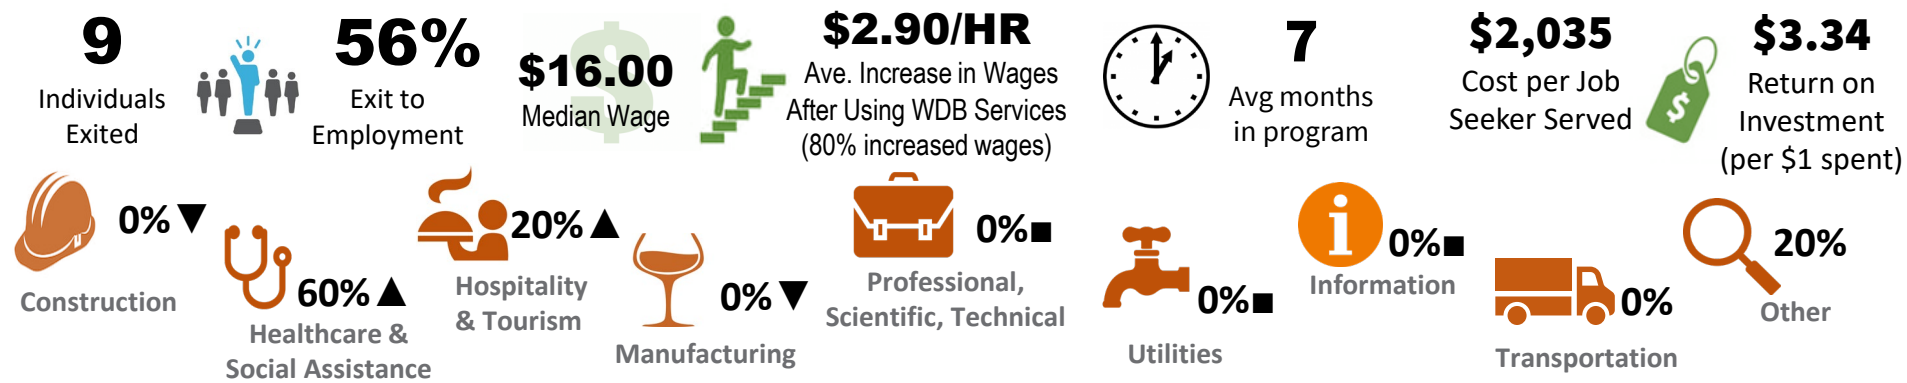 9
Individuals
Exited
56%
Exit to
Employment
$16.00
Median Wage
$2.90/HR
Ave. Increase in Wages
After Using WDB Services
(80% increased wages)
7
Avg months
in program
$2,035
Cost per Job
Seeker Served
$
$3.34
Return on
Investment
(per $1 spent)
0% ▼
Construction
60% ▲
Healthcare &
Social Assistance
20% ▲
Hospitality
& Tourism
0% ▼
Manufacturing
0% ■
Professional,
Scientific, Technical
0% ■
Utilities
i
0% ■
Information
0%
Transportation
20%
Other